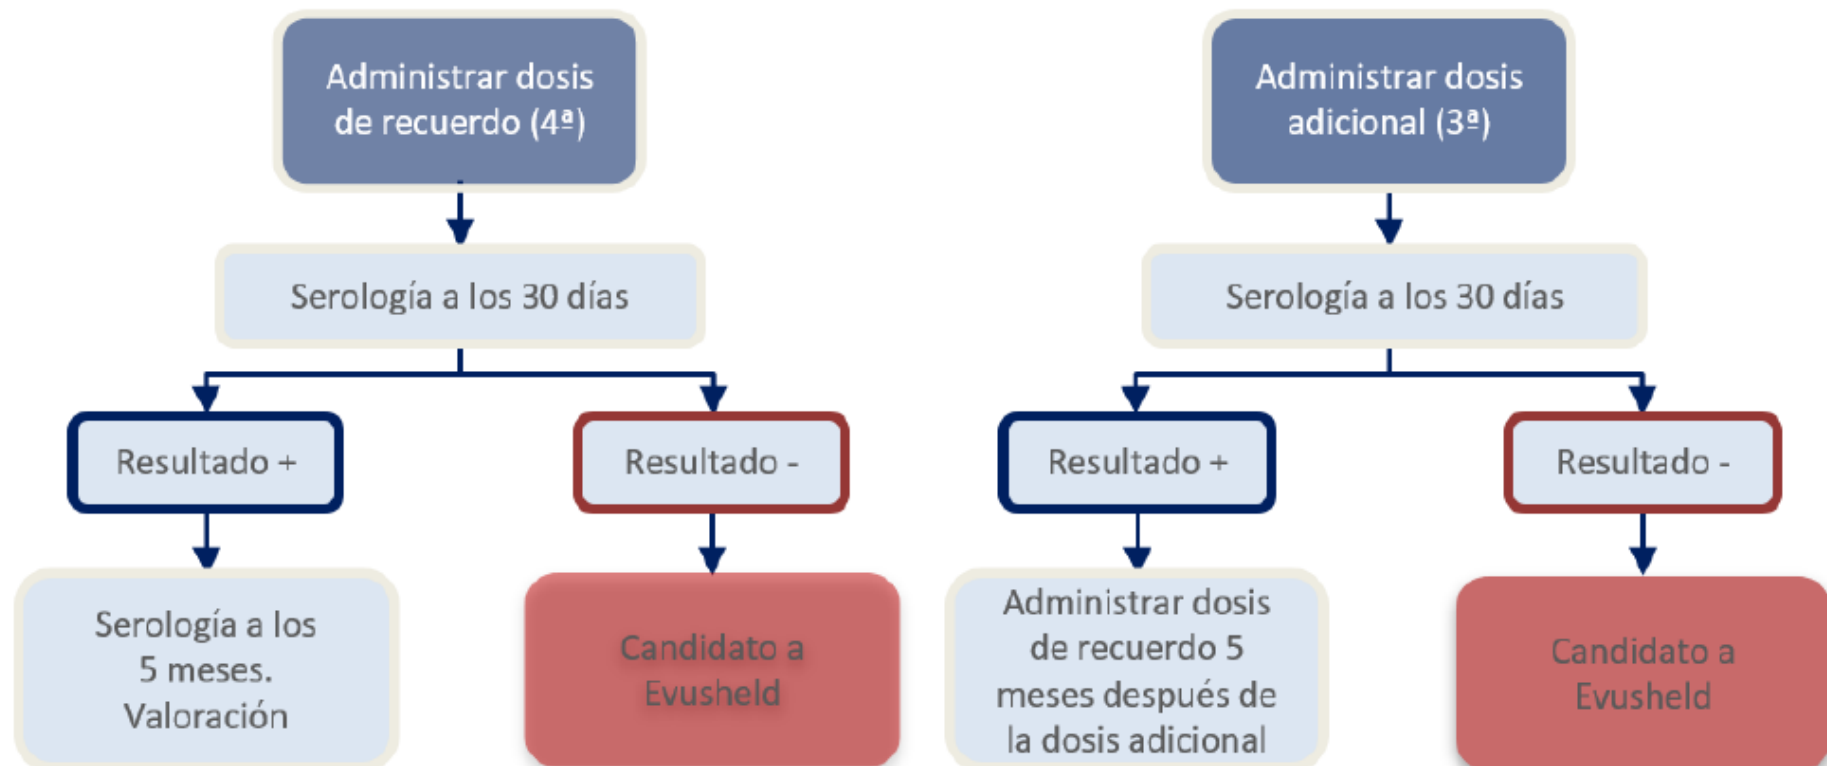 Administrar dosis
de recuerdo (4ª)
Serología a los 30 días
Resultado +
Resultado -
Serología a los
5 meses.
Valoración
Candidato a
Evusheld
Administrar dosis
adicional (3ª)
Serología a los 30 días
Resultado +
Resultado -
Administrar dosis
de recuerdo 5
meses después de
la dosis adicional
Candidato a
Evusheld